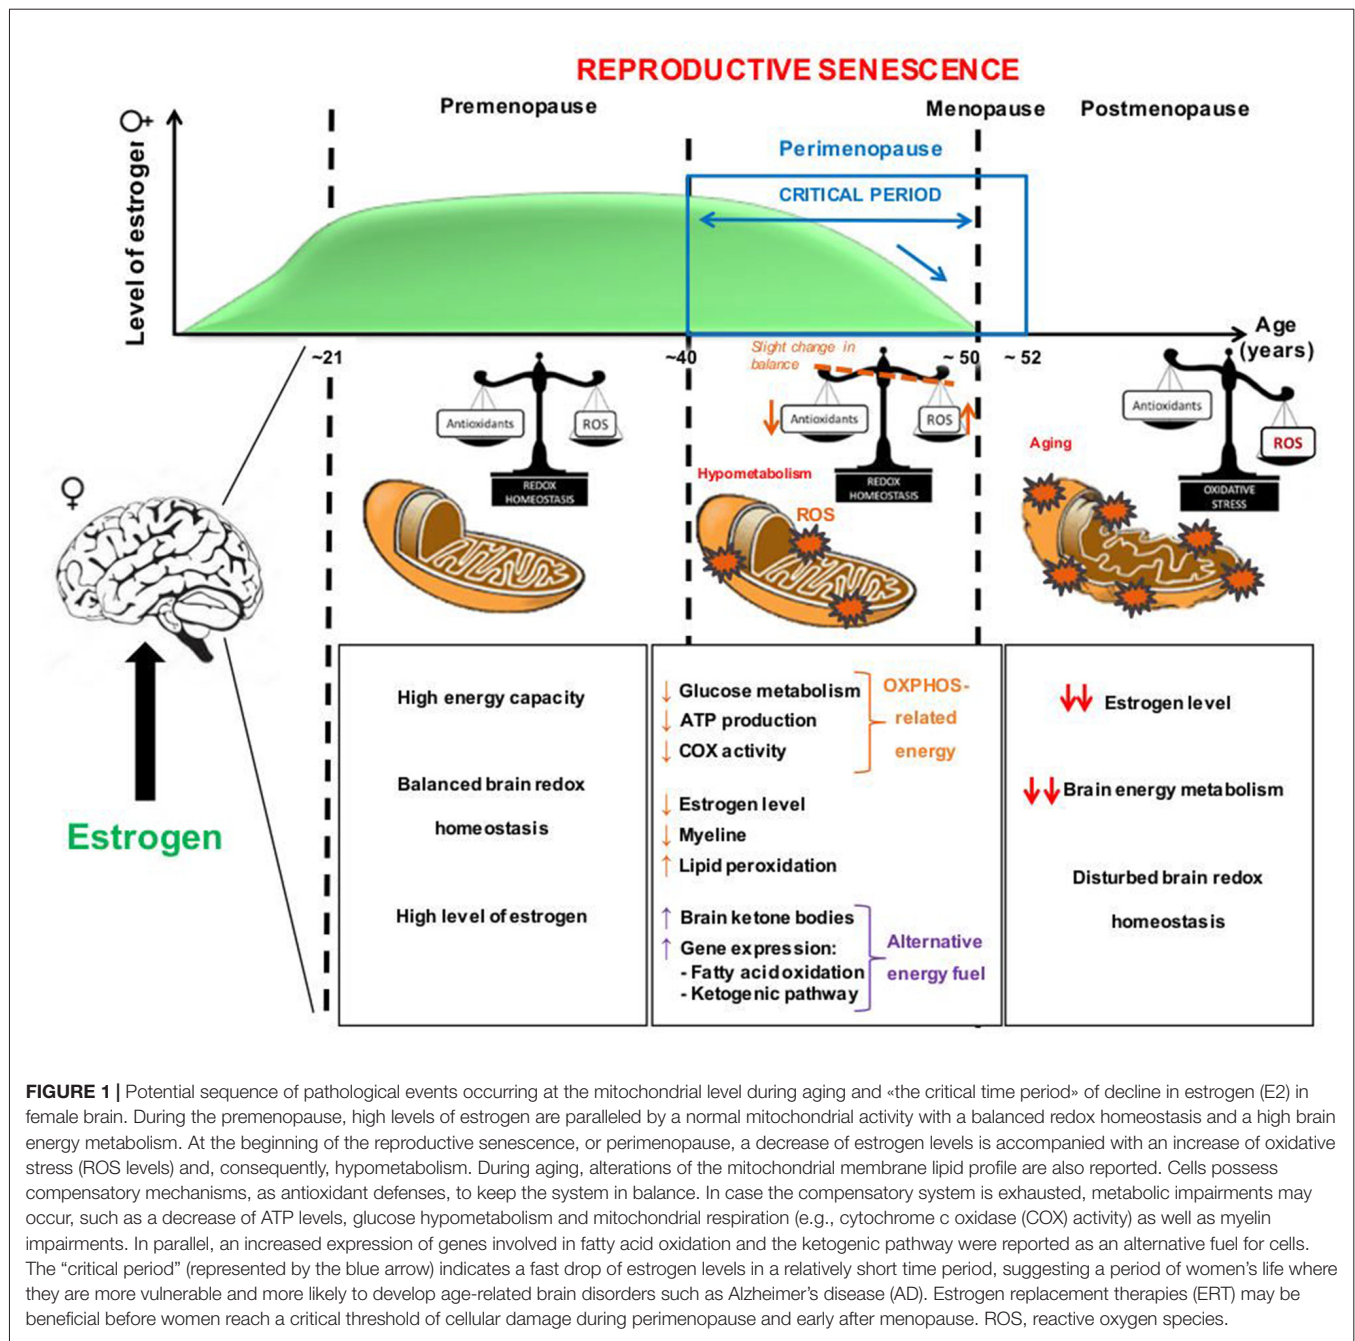 REPRODUCTIVE SENESCENCE
Premenopause
Menopause
Postmenopause
Perimenopause
CRITICAL PERIOD
Level of estrogen
Age
(years)
~21
~40
~ 50
~ 52
Slight change in
balance
Antioxidants
ROS
REDOX
HOMEOSTASIS
Antioxidants
ROS
REDOX
HOMEOSTASIS
Antioxidants
ROS
OXIDATIVE
STRESS
Hypometabolism
ROS
Aging
Estrogen
High energy capacity
Balanced brain redox
homeostasis
High level of estrogen
↓ Glucose metabolism
↓ ATP production
↓ COX activity
OXPHOS-
related
energy
↓ Estrogen level
↓ Myeline
↑ Lipid peroxidation
↑ Brain ketone bodies
↑ Gene expression:
- Fatty acid oxidation
- Ketogenic pathway
Alternative
energy fuel
↓↓ Estrogen level
↓↓ Brain energy metabolism
Disturbed brain redox
homeostasis
FIGURE 1 | Potential sequence of pathological events occurring at the mitochondrial level during aging and «the critical time period» of decline in estrogen (E2) in
female brain. During the premenopause, high levels of estrogen are paralleled by a normal mitochondrial activity with a balanced redox homeostasis and a high brain
energy metabolism. At the beginning of the reproductive senescence, or perimenopause, a decrease of estrogen levels is accompanied with an increase of oxidative
stress (ROS levels) and, consequently, hypometabolism. During aging, alterations of the mitochondrial membrane lipid profile are also reported. Cells possess
compensatory mechanisms, as antioxidant defenses, to keep the system in balance. In case the compensatory system is exhausted, metabolic impairments may
occur, such as a decrease of ATP levels, glucose hypometabolism and mitochondrial respiration (e.g., cytochrome c oxidase (COX) activity) as well as myelin
impairments. In parallel, an increased expression of genes involved in fatty acid oxidation and the ketogenic pathway were reported as an alternative fuel for cells.
The “critical period” (represented by the blue arrow) indicates a fast drop of estrogen levels in a relatively short time period, suggesting a period of women’s life where
they are more vulnerable and more likely to develop age-related brain disorders such as Alzheimer’s disease (AD). Estrogen replacement therapies (ERT) may be
beneficial before women reach a critical threshold of cellular damage during perimenopause and early after menopause. ROS, reactive oxygen species.